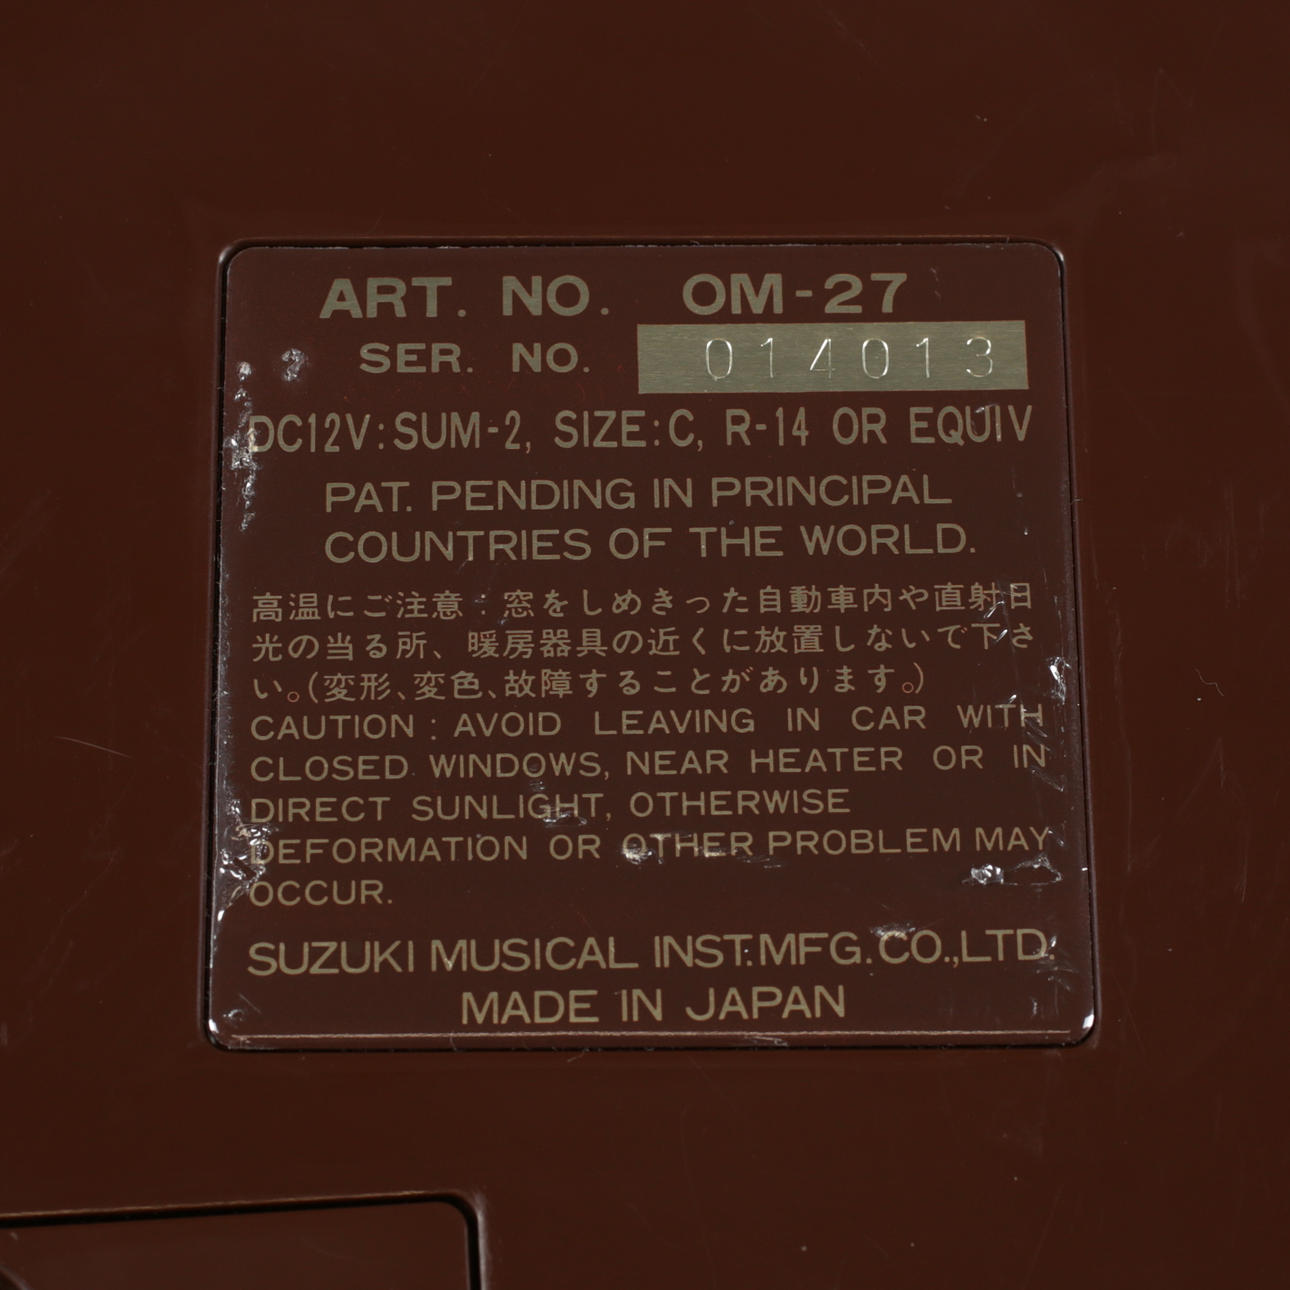 ART. NO. OM-27
SER. NO. 014013
DC12V:SUM-2, SIZE:C, R-14 OR EQUIV
PAT. PENDING IN PRINCIPAL
COUNTRIES OF THE WORLD.
高温にご注意:窓をしめきった自動車内や直射日
光の当る所、暖房器具の近くに放置しないで下さ
い。(変形、変色、故障することがあります。)
CAUTION : AVOID LEAVING IN CAR WITH
CLOSED WINDOWS, NEAR HEATER OR IN
DIRECT SUNLIGHT, OTHERWISE
DEFORMATION OR OTHER PROBLEM MAY
OCCUR.
SUZUKI MUSICAL INST.MFG.CO.,LTD.
MADE IN JAPAN